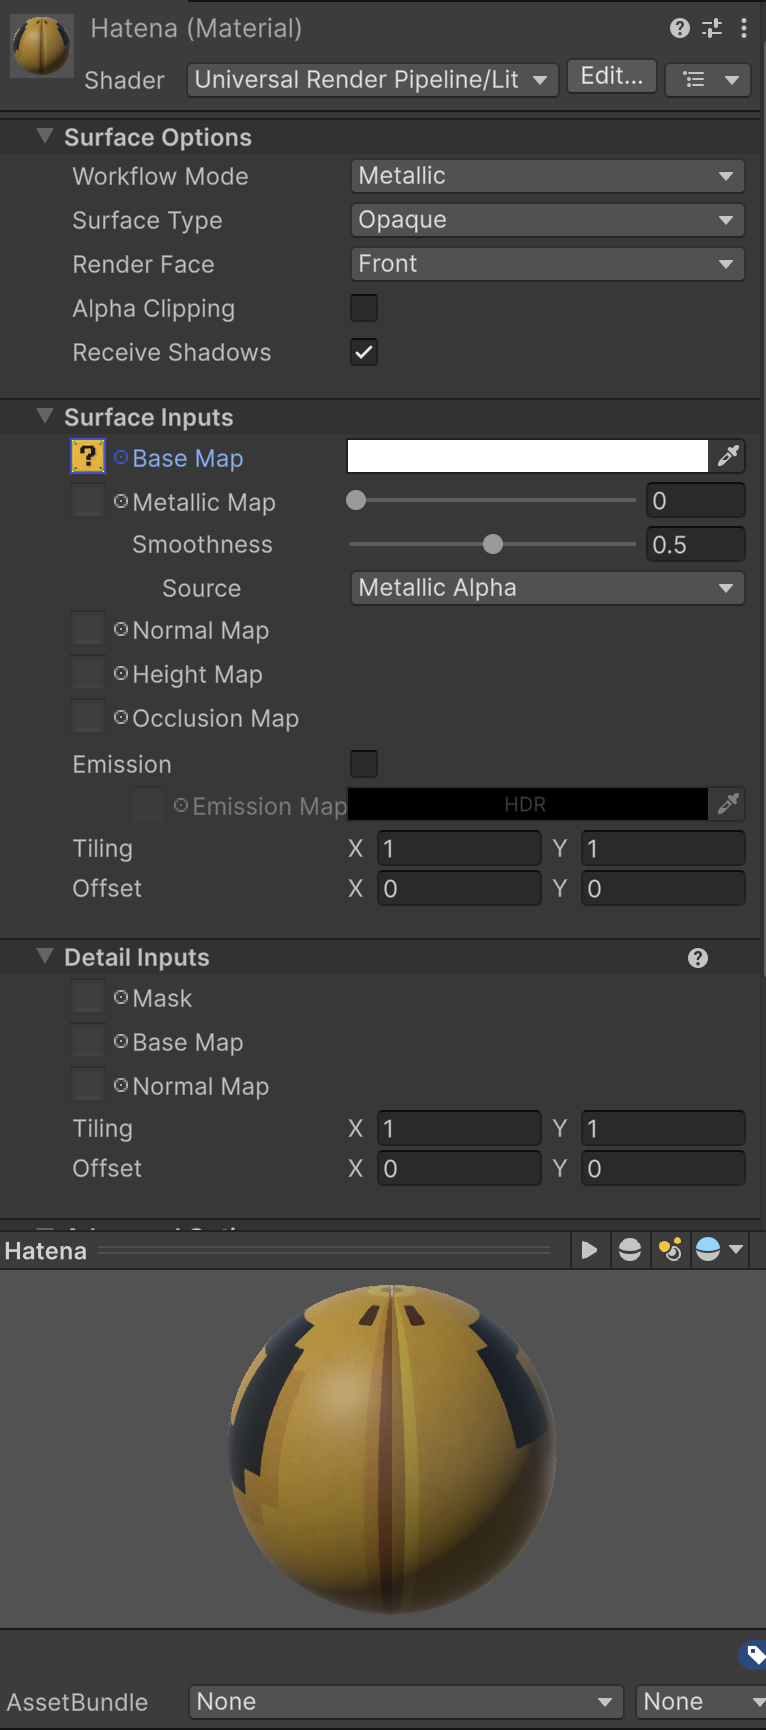 Hatena (Material)
Shader
Universal Render Pipeline/Lit
Edit...
Surface Options
Workflow Mode
Metallic
Surface Type
Opaque
Render Face
Front
Alpha Clipping
Receive Shadows
Surface Inputs
?
Base Map
Metallic Map
0
Smoothness
0.5
Source
Metallic Alpha
Normal Map
Height Map
Occlusion Map
Emission
Emission Map
HDR
Tiling
X 1 Y 1
Offset
X 0 Y 0
Detail Inputs
Mask
Base Map
Normal Map
Tiling
X 1 Y 1
Offset
X 0 Y 0
Hatena
AssetBundle
None
None